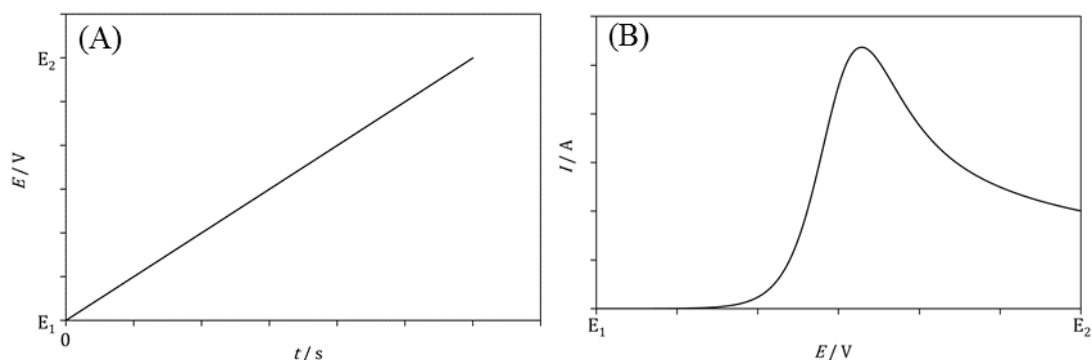 (A)
E₂
E / V
E₁
0
t / s
(B)
I / A
E₁
E₂
E / V